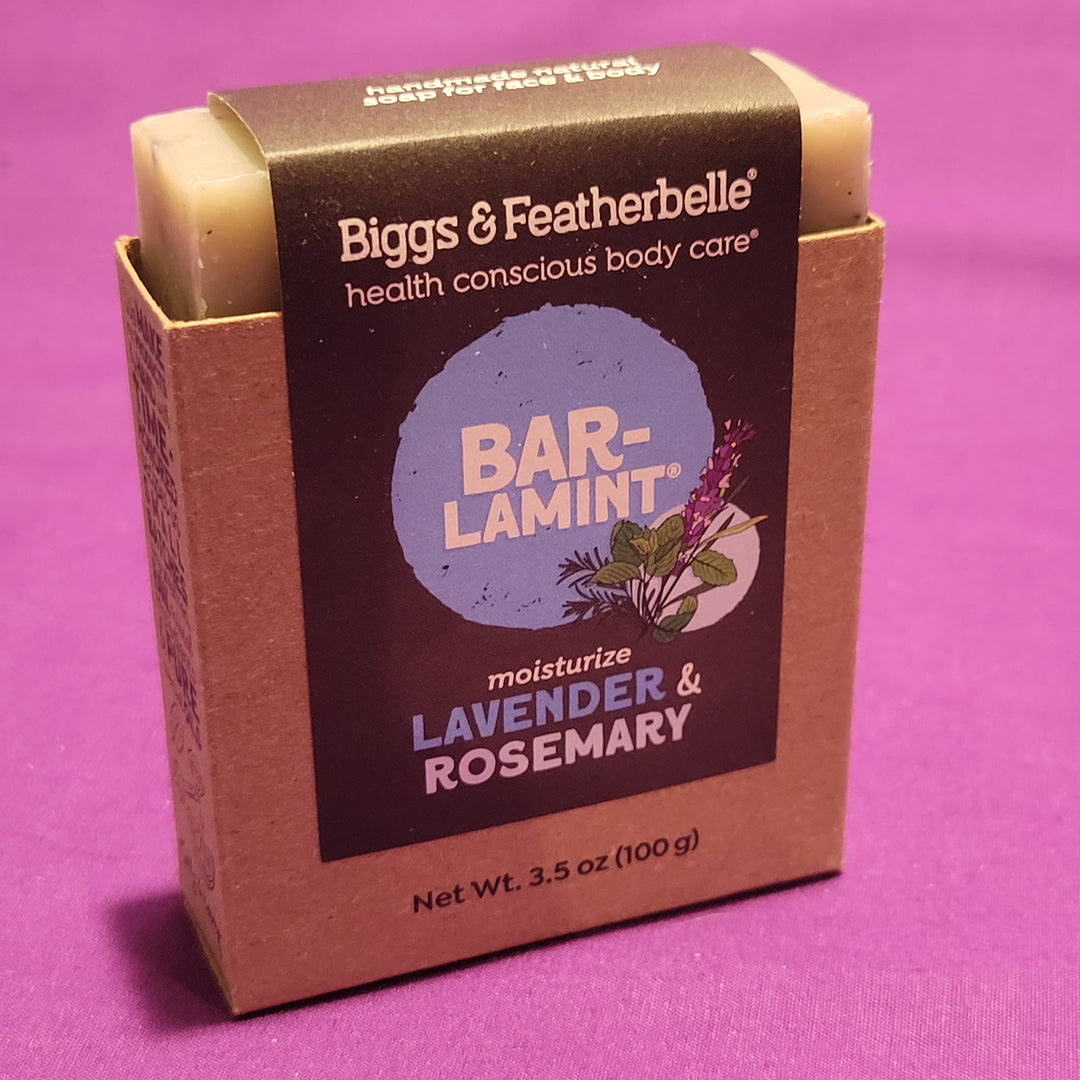 handmade natural
soap for face & body
Biggs & Featherbelle®
health conscious body care®
BAR-
LAMINT®
moisturize
LAVENDER &
ROSEMARY
Net Wt. 3.5 oz (100 g)